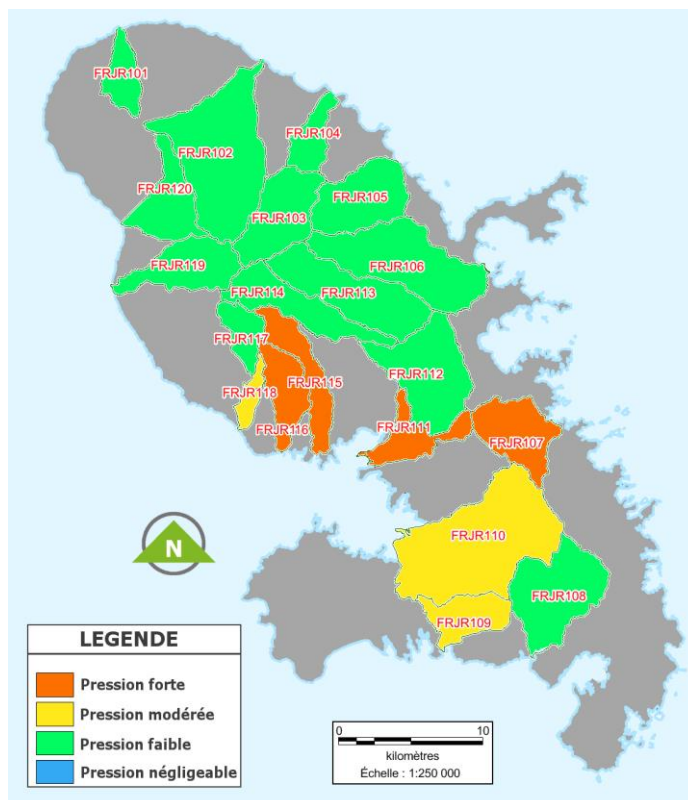 FRJR101
FRJR102
FRJR104
FRJR120
FRJR105
FRJR103
FRJR119
FRJR106
FRJR114
FRJR113
FRJR117
FRJR112
FRJR118
FRJR115
FRJR116
FRJR111
FRJR107
FRJR110
FRJR108
FRJR109
N
LEGENDE
Pression forte
Pression modérée
Pression faible
Pression négligeable
0 10
kilomètres
Échelle : 1:250 000